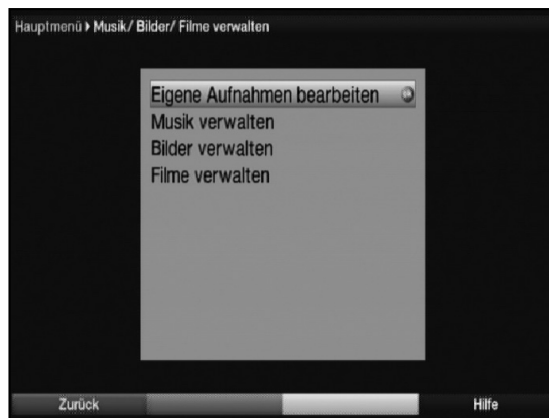 Hauptmenü ▸ Musik/ Bilder/ Filme verwalten
Eigene Aufnahmen bearbeiten
Musik verwalten
Bilder verwalten
Filme verwalten
Zurück Hilfe